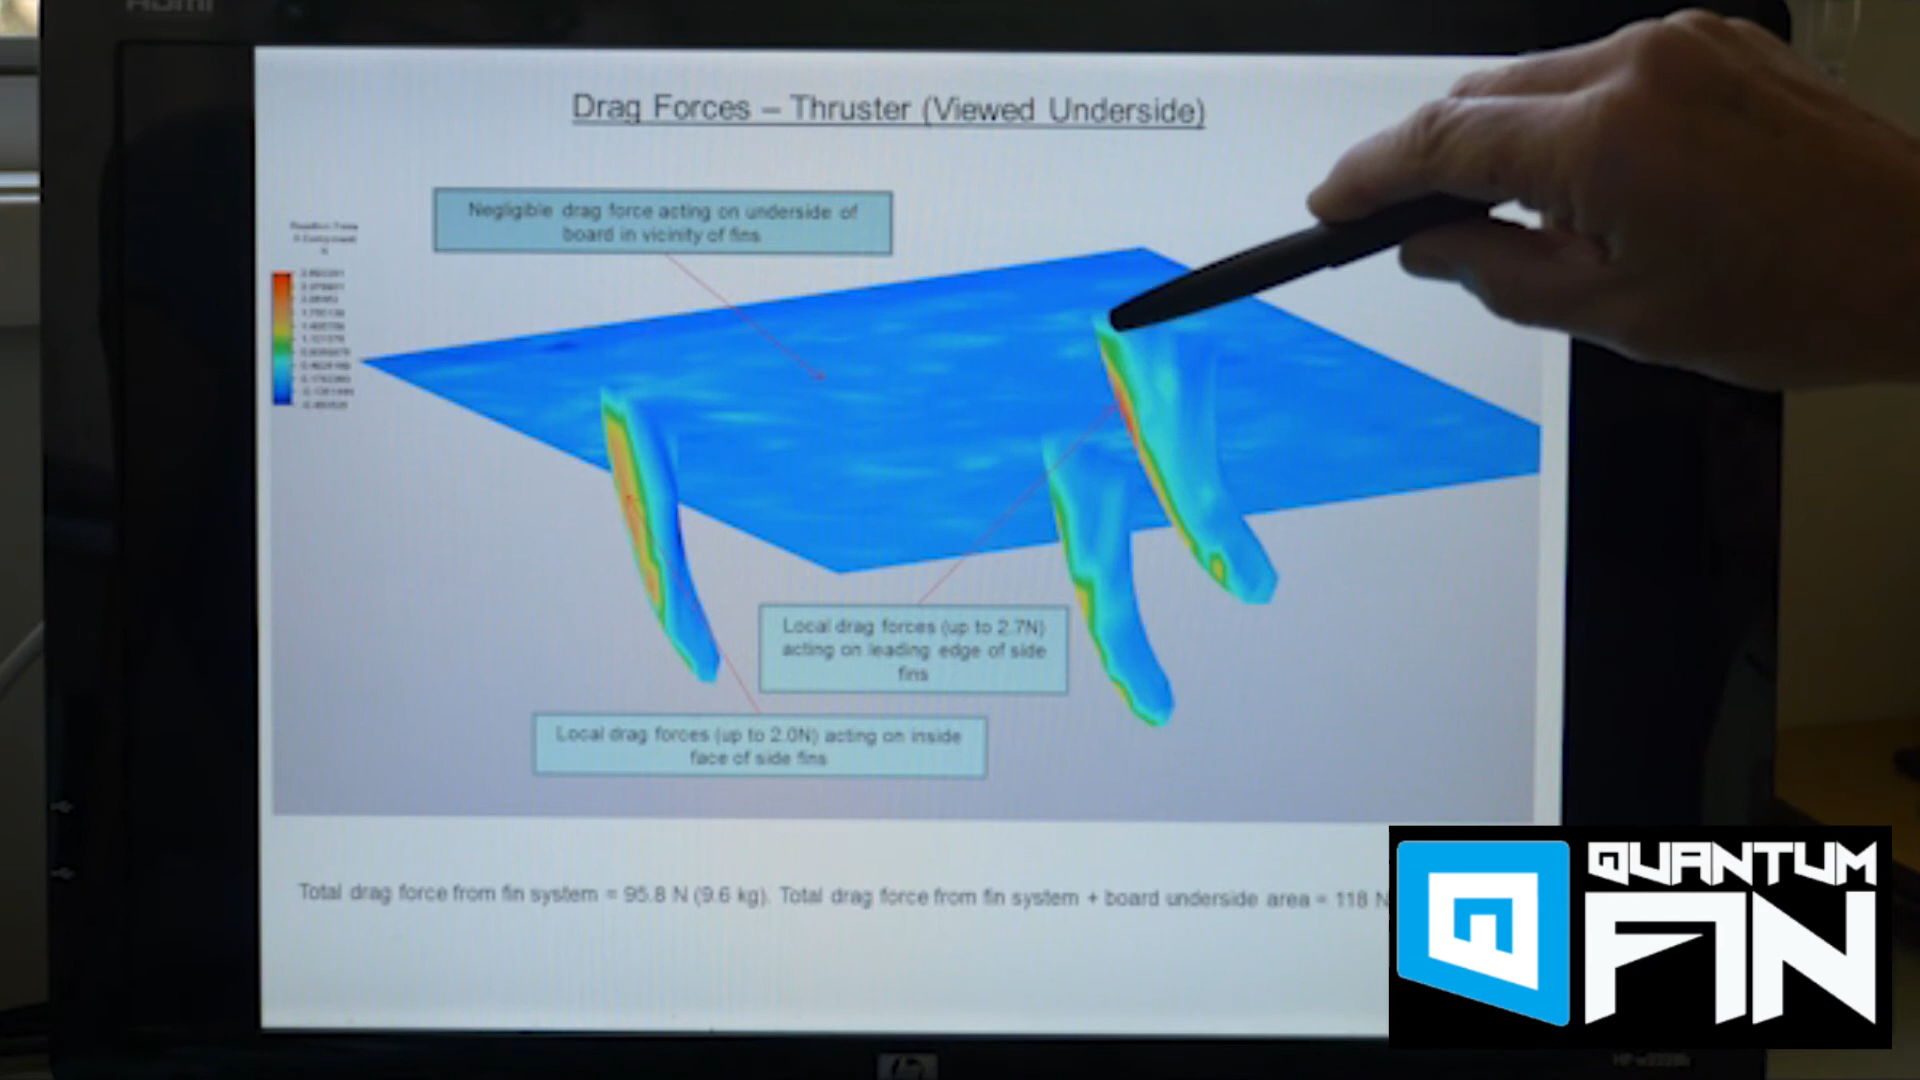 HDMI
Drag Forces – Thruster (Viewed Underside)
Negligible drag force acting on underside of
board in vicinity of fins
Local drag forces (up to 2.7N)
acting on leading edge of side
fins
Local drag forces (up to 2.0N) acting on inside
face of side fins
Total drag force from fin system = 95.8 N (9.6 kg). Total drag force from fin system + board underside area = 118 N
QUANTUM
FIN
hp